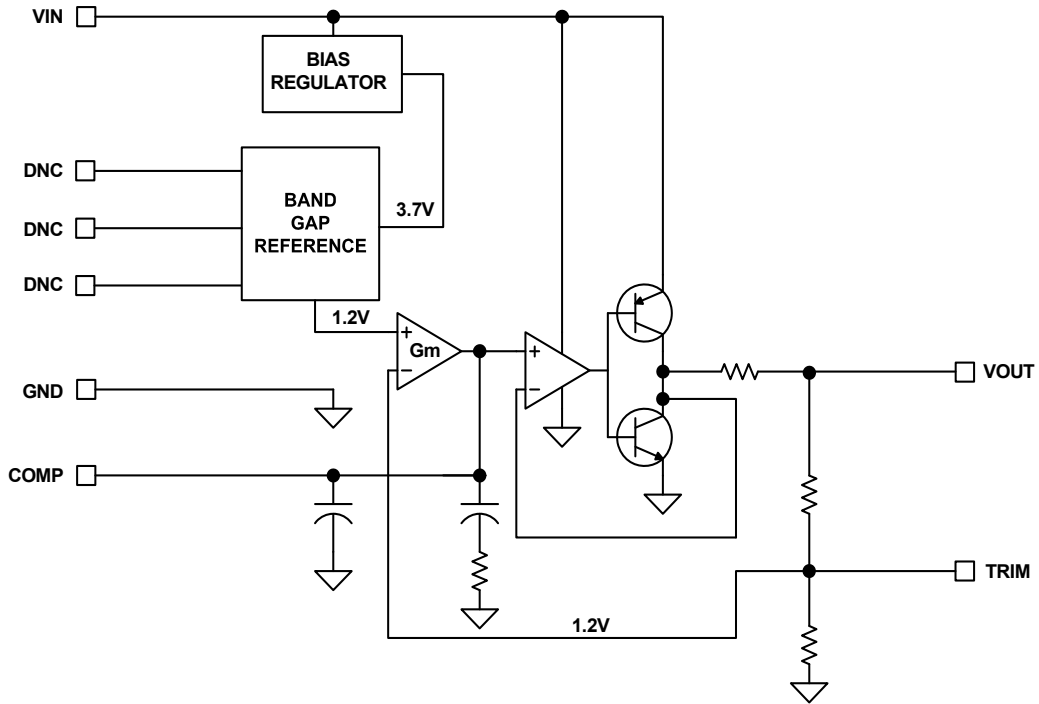 VIN
BIAS
REGULATOR
DNC
BAND
GAP
REFERENCE
3.7V
DNC
DNC
1.2V
+
Gm
−
+
−
VOUT
GND
COMP
TRIM
1.2V